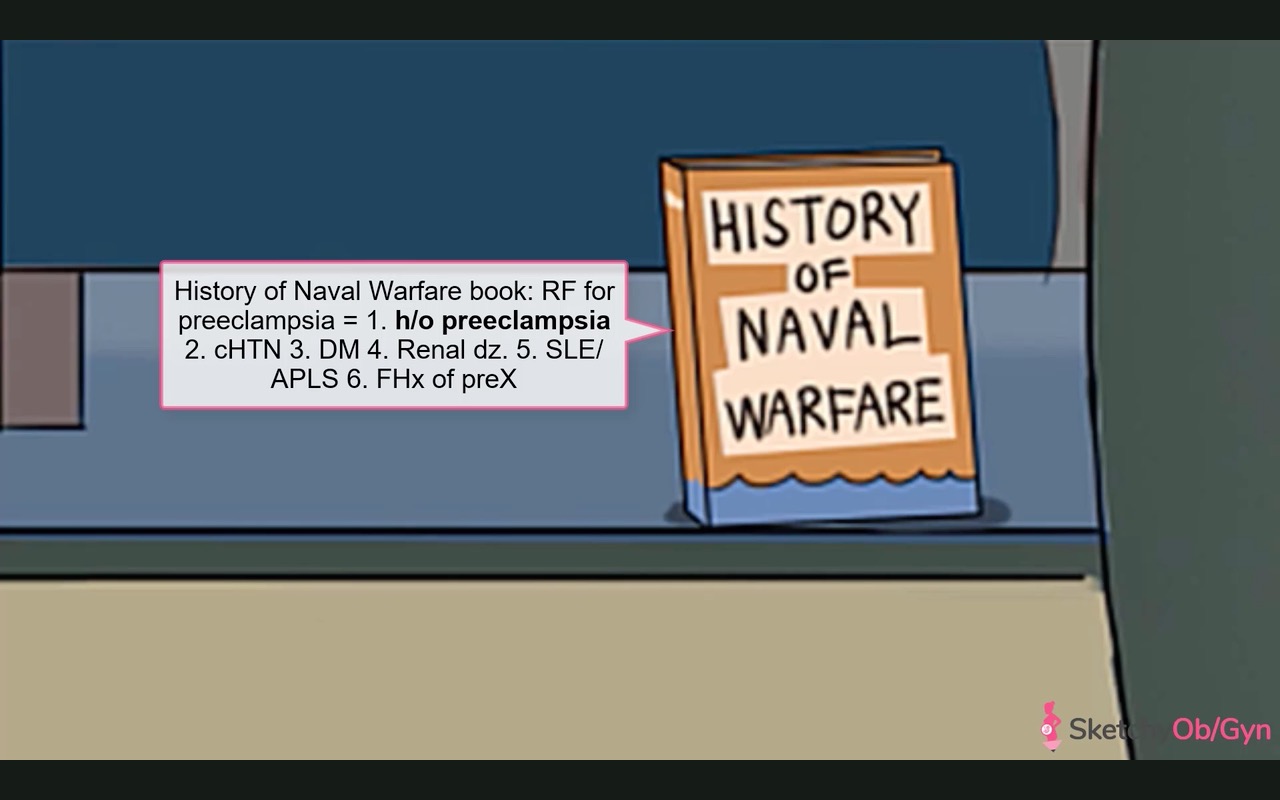 HISTORY
OF
NAVAL
WARFARE
History of Naval Warfare book: RF for
preeclampsia = 1. h/o preeclampsia
2. cHTN 3. DM 4. Renal dz. 5. SLE/
APLS 6. FHx of preX
Ob/Gyn